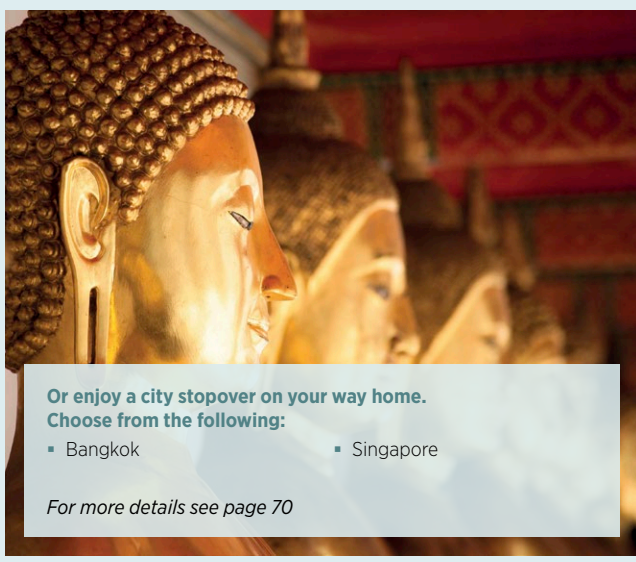 Or enjoy a city stopover on your way home.
Choose from the following:
▪ Bangkok
▪ Singapore
For more details see page 70